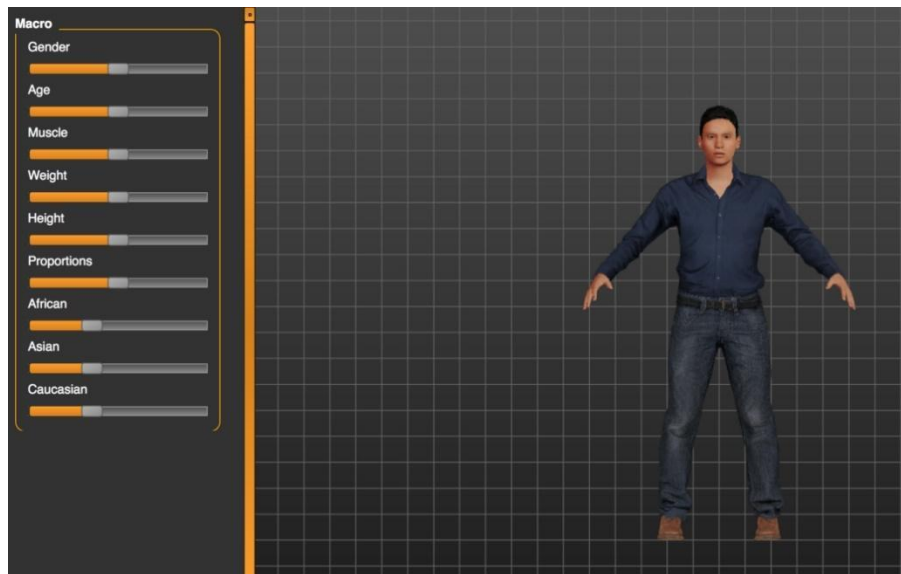 Macro
Gender
Age
Muscle
Weight
Height
Proportions
African
Asian
Caucasian